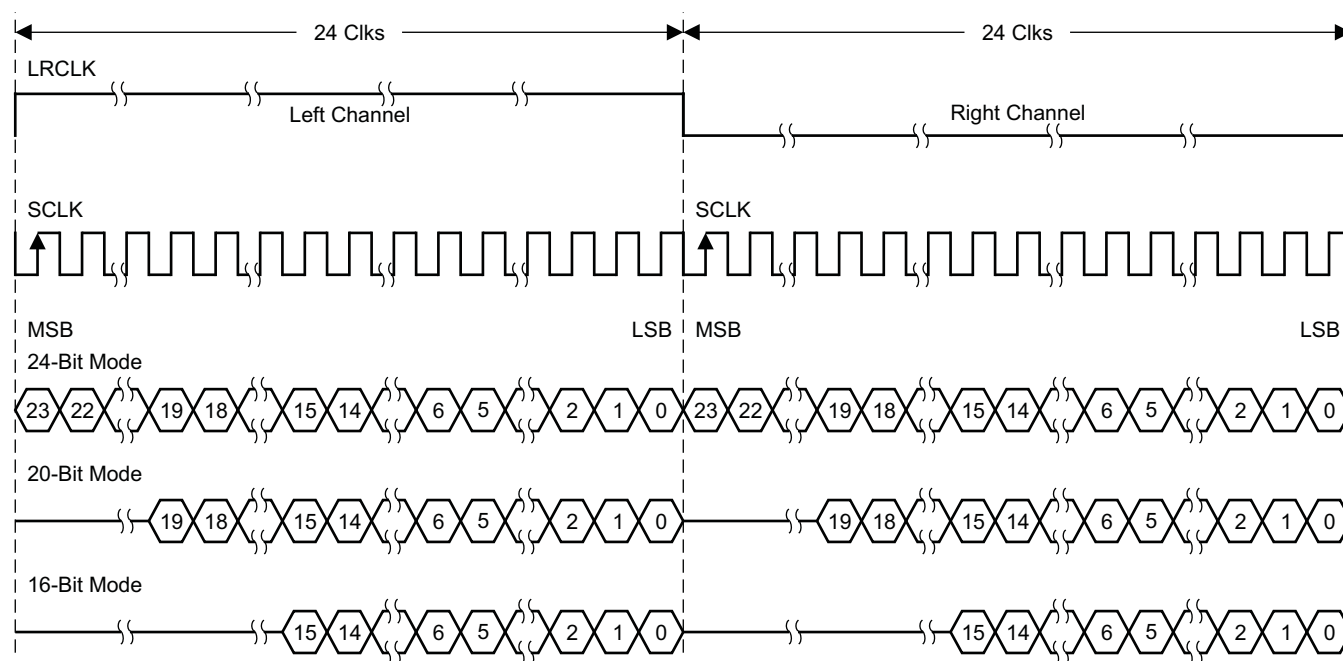 24 Clks 24 Clks
LRCLK
Left Channel Right Channel
SCLK SCLK
MSB LSB MSB LSB
24-Bit Mode
23 22 19 18 15 14 6 5 2 1 0 23 22 19 18 15 14 6 5 2 1 0
20-Bit Mode
19 18 15 14 6 5 2 1 0 19 18 15 14 6 5 2 1 0
16-Bit Mode
15 14 6 5 2 1 0 15 14 6 5 2 1 0